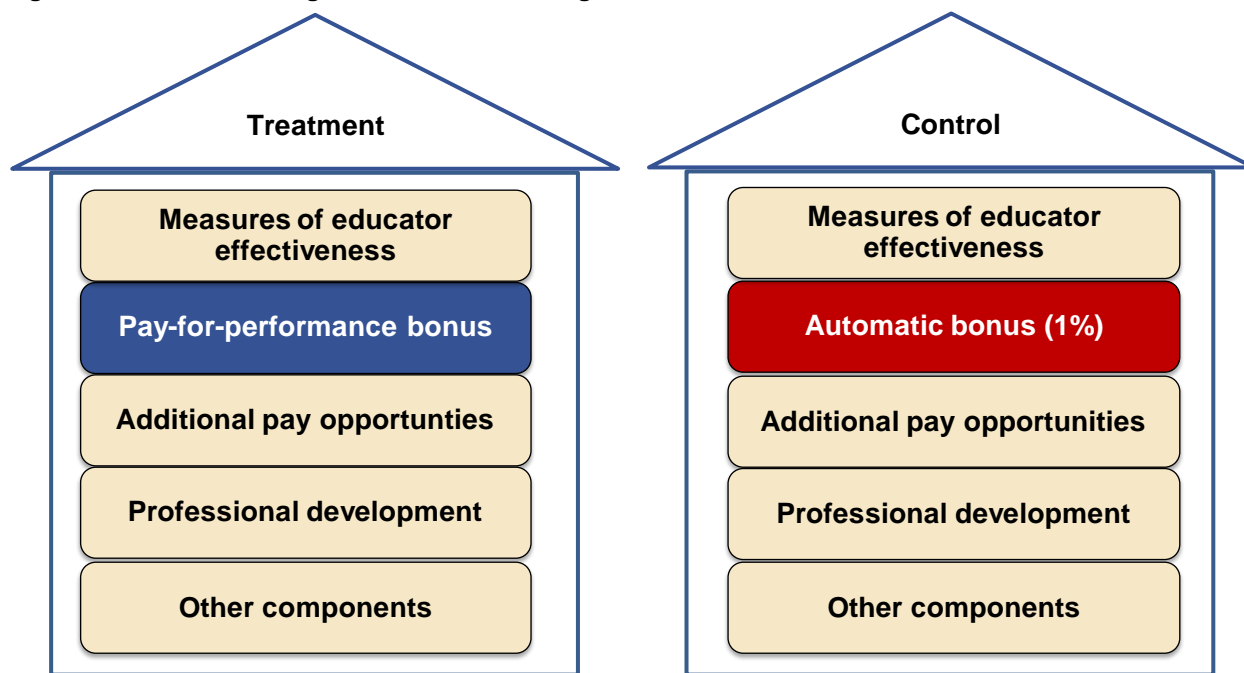 Treatment
Measures of educator
effectiveness
Pay-for-performance bonus
Additional pay opportunties
Professional development
Other components
Control
Measures of educator
effectiveness
Automatic bonus (1%)
Additional pay opportunities
Professional development
Other components